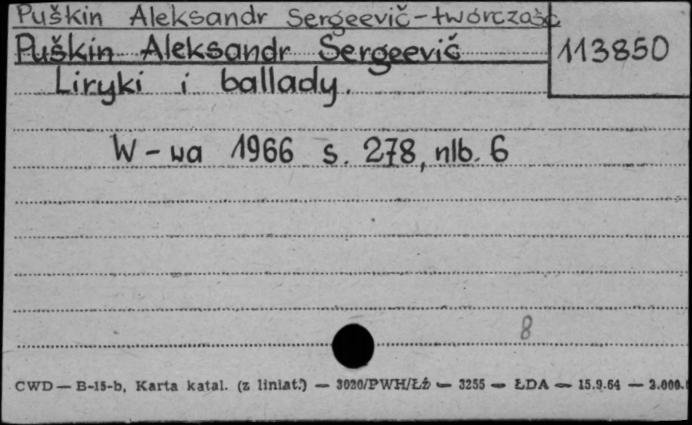 Puškin Aleksandr Sergeevič-twórczość
Puškin Aleksandr Sergeevič
113850
Liryki i ballady.
W-wa 1966 s. 278, nlb. 6
8
CWD — B-15-b, Karta katal. (z liniat.) — 3020/PWH/Łż — 3255 — ŁDA — 15.9.64 — 2.000.